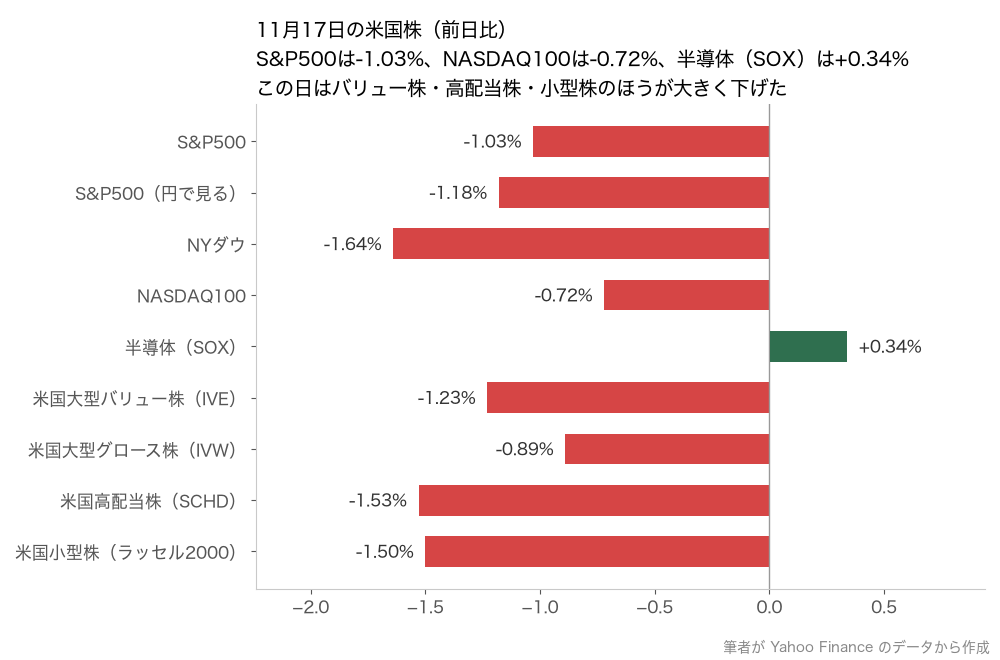 11月17日の米国株（前日比）
S&P500は-1.03%、NASDAQ100は-0.72%、半導体（SOX）は+0.34%
この日はバリュー株・高配当株・小型株のほうが大きく下げた
S&P500 -1.03%
S&P500（円で見る） -1.18%
NYダウ -1.64%
NASDAQ100 -0.72%
半導体（SOX） +0.34%
米国大型バリュー株（IVE） -1.23%
米国大型グロース株（IVW） -0.89%
米国高配当株（SCHD） -1.53%
米国小型株（ラッセル2000） -1.50%
−2.0 −1.5 −1.0 −0.5 0.0 0.5
筆者が Yahoo Finance のデータから作成